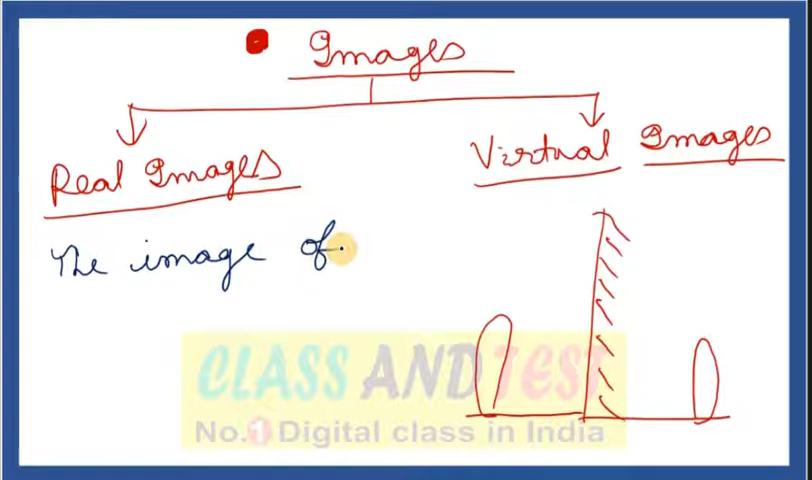 Images
Real Images
Virtual Images
The image of
CLASS AND TEST
No.1 Digital class in India